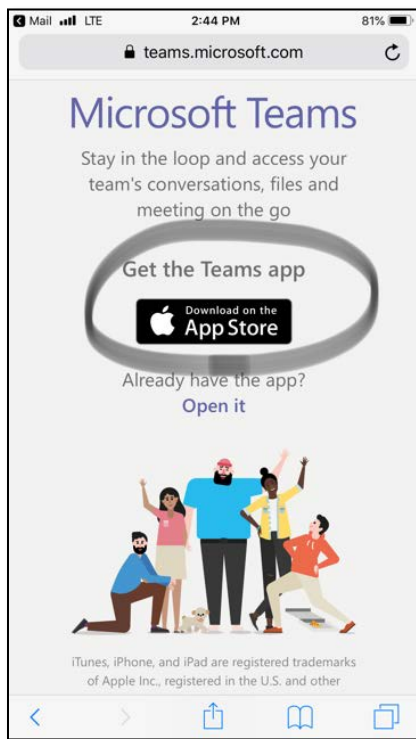 Mail LTE 2:44 PM 81%
teams.microsoft.com
Microsoft Teams
Stay in the loop and access your
team's conversations, files and
meeting on the go
Get the Teams app
Download on the
App Store
Already have the app?
Open it
iTunes, iPhone, and iPad are registered trademarks
of Apple Inc., registered in the U.S. and other